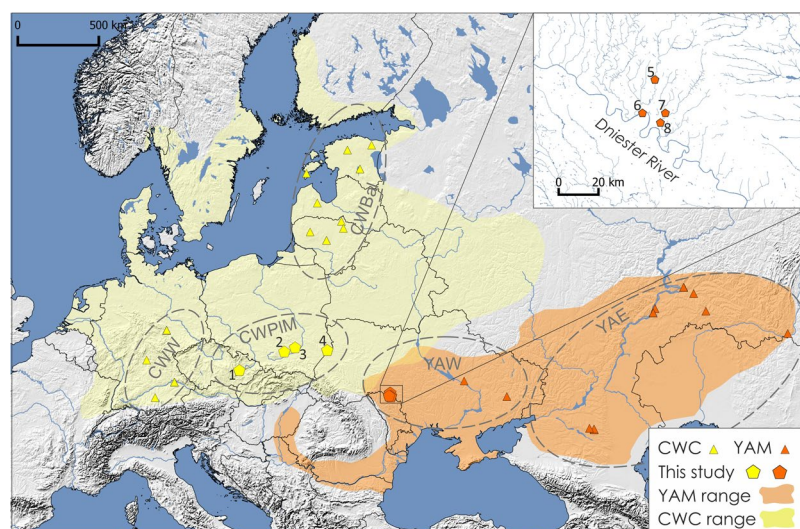 0 500 km
5
6 7
8
Dniester River
0 20 km
CWBal
CWW
CWPIM
1
2
3
4
YAW
YAE
CWC YAM
This study
YAM range
CWC range